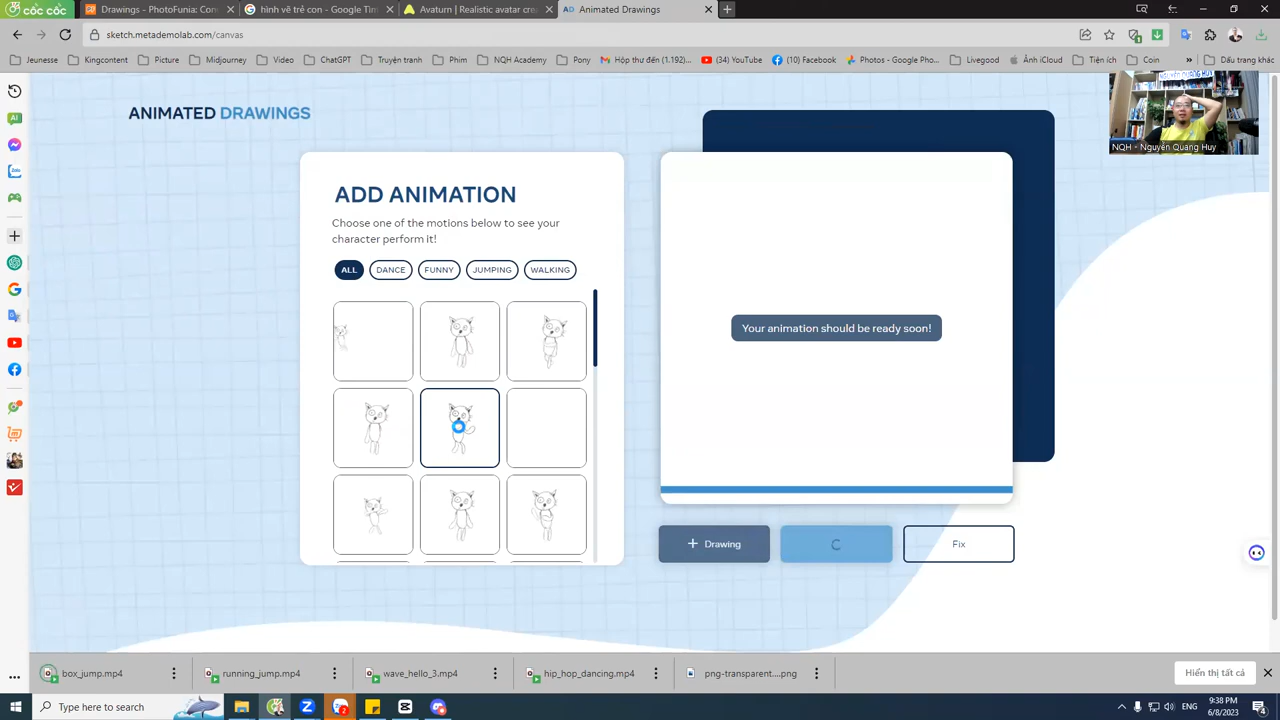 cốc cốc
Drawings – PhotoFunia: Com
hình vẽ trẻ con - Google Tìm
Avaturn | Realistic avatar crea
Animated Drawings
sketch.metademolab.com/canvas
Jeunesse
Kingcontent
Picture
Midjourney
Video
ChatGPT
Truyện tranh
Phim
NQH Academy
Pony
Hộp thư đến (1.192)...
(34) YouTube
(10) Facebook
Photos - Google Pho...
Livegood
Ảnh iCloud
Tiện ích
Coin
»
Dấu trang khác
NGUYỄN QUANG HUY
NQH - Nguyễn Quang Huy
ANIMATED DRAWINGS
ADD ANIMATION
Choose one of the motions below to see your
character perform it!
ALL
DANCE
FUNNY
JUMPING
WALKING
Your animation should be ready soon!
+ Drawing
Fix
box_jump.mp4
running_jump.mp4
wave_hello_3.mp4
hip_hop_dancing.mp4
png-transparent....png
Hiển thị tất cả
Type here to search
ENG
9:38 PM
6/8/2023